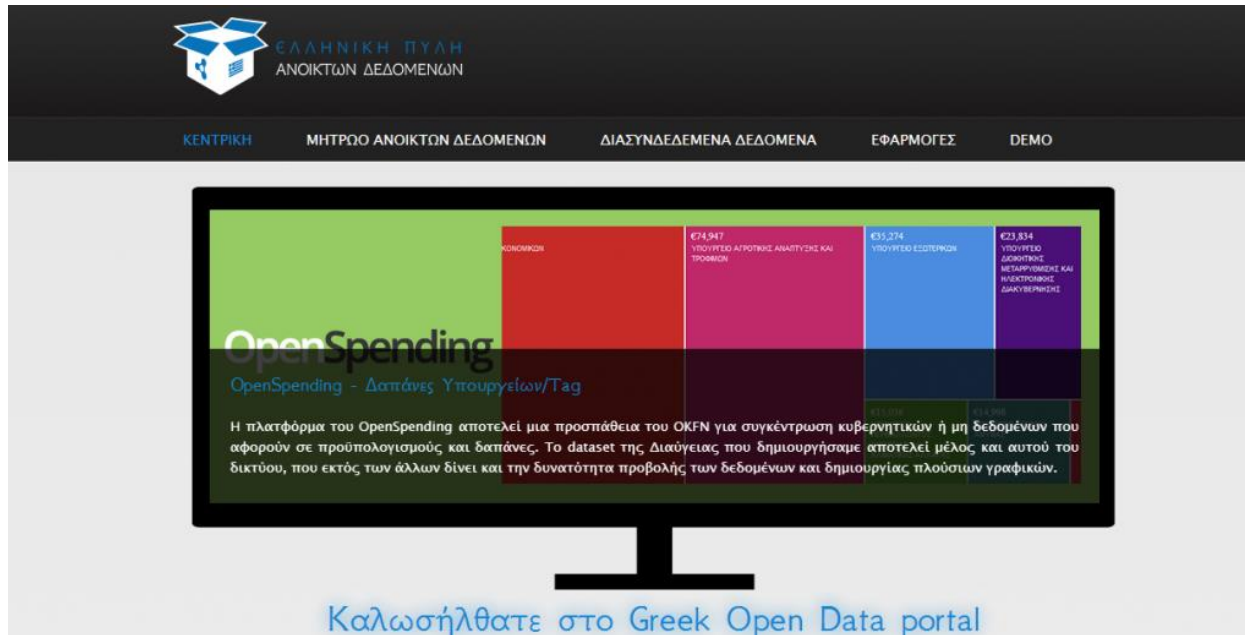 ΕΛΛΗΝΙΚΗ ΠΥΛΗ
ΑΝΟΙΚΤΩΝ ΔΕΔΟΜΕΝΩΝ
ΚΕΝΤΡΙΚΗ ΜΗΤΡΩΟ ΑΝΟΙΚΤΩΝ ΔΕΔΟΜΕΝΩΝ ΔΙΑΣΥΝΔΕΔΕΜΕΝΑ ΔΕΔΟΜΕΝΑ ΕΦΑΡΜΟΓΕΣ DEMO
ΚΟΝΟΜΙΚΩΝ
€74,947
ΥΠΟΥΡΓΕΙΟ ΑΓΡΟΤΙΚΗΣ ΑΝΑΠΤΥΞΗΣ ΚΑΙ
ΤΡΟΦΙΜΩΝ
€35,274
ΥΠΟΥΡΓΕΙΟ ΕΞΩΤΕΡΙΚΩΝ
€23,834
ΥΠΟΥΡΓΕΙΟ
ΔΙΟΙΚΗΤΙΚΗΣ
ΜΕΤΑΡΡΥΘΜΙΣΗΣ ΚΑΙ
ΗΛΕΚΤΡΟΝΙΚΗΣ
ΔΙΑΚΥΒΕΡΝΗΣΗΣ
OpenSpending
OpenSpending - Δαπάνες Υπουργείων/Tag
Η πλατφόρμα του OpenSpending αποτελεί μια προσπάθεια του OKFN για συγκέντρωση κυβερνητικών ή μη δεδομένων που
αφορούν σε προϋπολογισμούς και δαπάνες. Το dataset της Διαύγειας που δημιουργήσαμε αποτελεί μέλος και αυτού του
δικτύου, που εκτός των άλλων δίνει και την δυνατότητα προβολής των δεδομένων και δημιουργίας πλούσιων γραφικών.
Καλωσήλθατε στο Greek Open Data portal